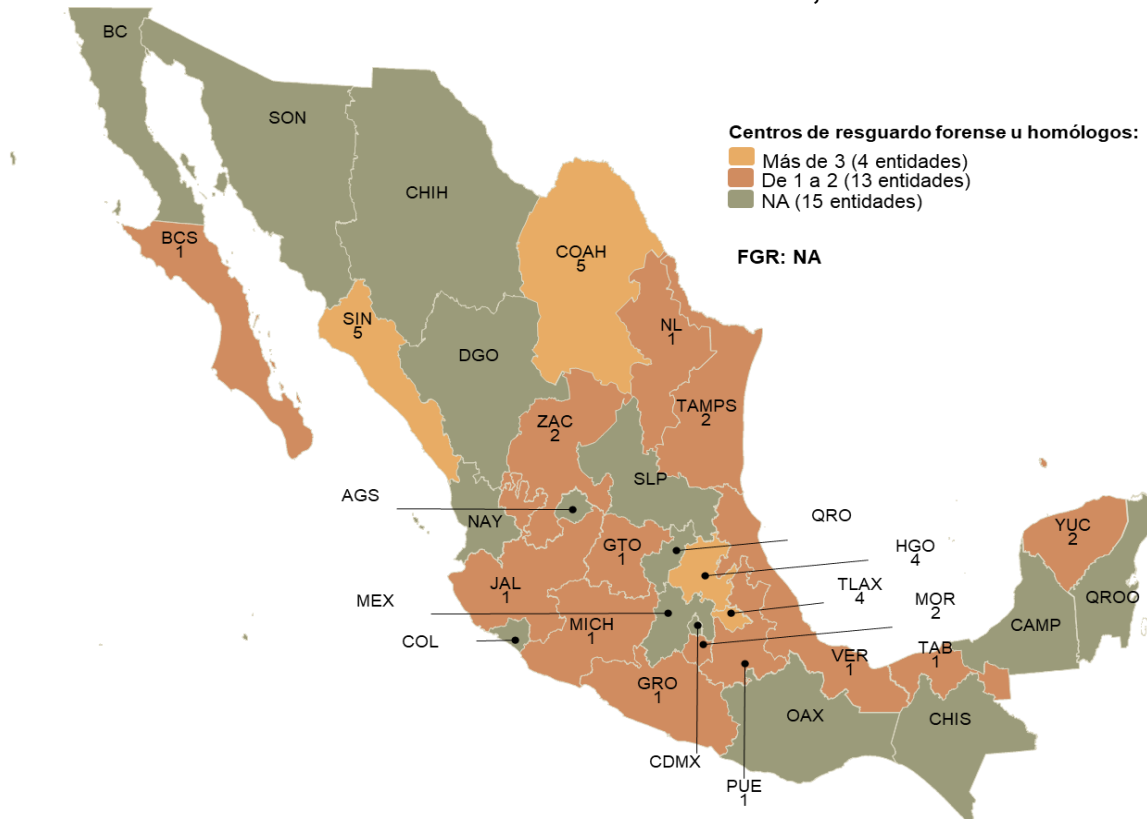 BC
SON
CHIH
Centros de resguardo forense u homólogos:
Más de 3 (4 entidades)
De 1 a 2 (13 entidades)
NA (15 entidades)
FGR: NA
BCS
1
COAH
5
SIN
5
NL
1
DGO
TAMPS
2
ZAC
2
SLP
AGS
NAY
QRO
YUC
2
GTO
1
HGO
4
JAL
1
TLAX
4
MEX
MOR
2
QROO
MICH
1
CAMP
COL
VER
1
TAB
1
GRO
1
OAX
CHIS
CDMX
PUE
1